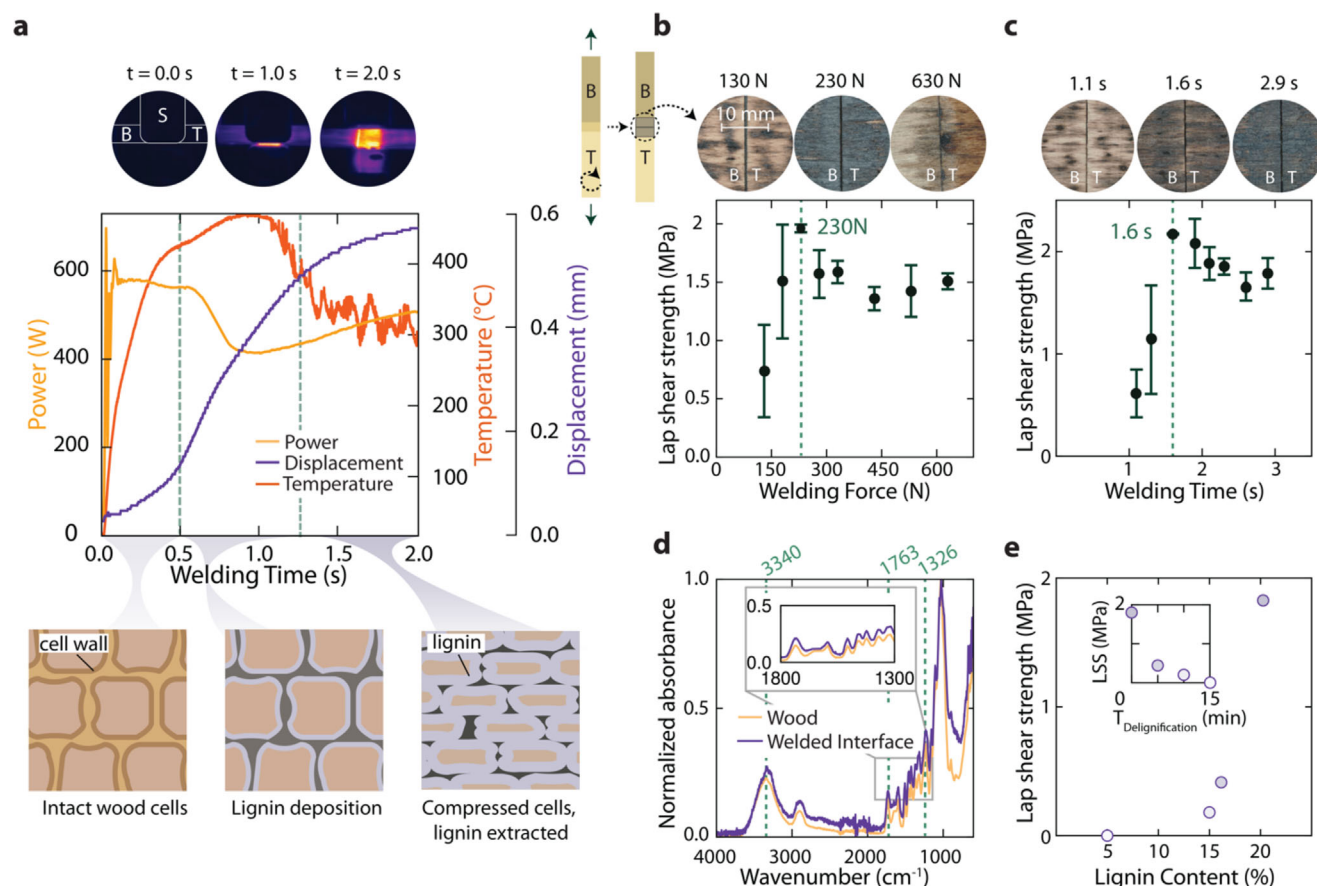 a
t = 0.0 s
t = 1.0 s
t = 2.0 s
S
B
T
600
400
200
0
Power (W)
400
300
200
100
Temperature (°C)
0.6
0.4
0.2
0.0
Displacement (mm)
Power
Displacement
Temperature
0.0
0.5
1.0
1.5
2.0
Welding Time (s)
cell wall
lignin
Intact wood cells
Lignin deposition
Compressed cells,
lignin extracted
B
T
B
T
b
130 N
230 N
630 N
10 mm
B T
B T
B T
230N
2
1.5
1
0.5
0.0
Lap shear strength (MPa)
0
150
300
450
600
Welding Force (N)
c
1.1 s
1.6 s
2.9 s
B T
B T
B T
1.6 s
2
1
0
Lap shear strength (MPa)
1
2
3
Welding Time (s)
d
3340
1763
1326
1.0
0.5
0.0
Normalized absorbance
0.5
0.0
1800
1300
Wood
Welded Interface
4000
3000
2000
1000
Wavenumber (cm⁻¹)
e
2
1
0
Lap shear strength (MPa)
2
LSS (MPa)
0
15
T Delignification (min)
5
10
15
20
Lignin Content (%)